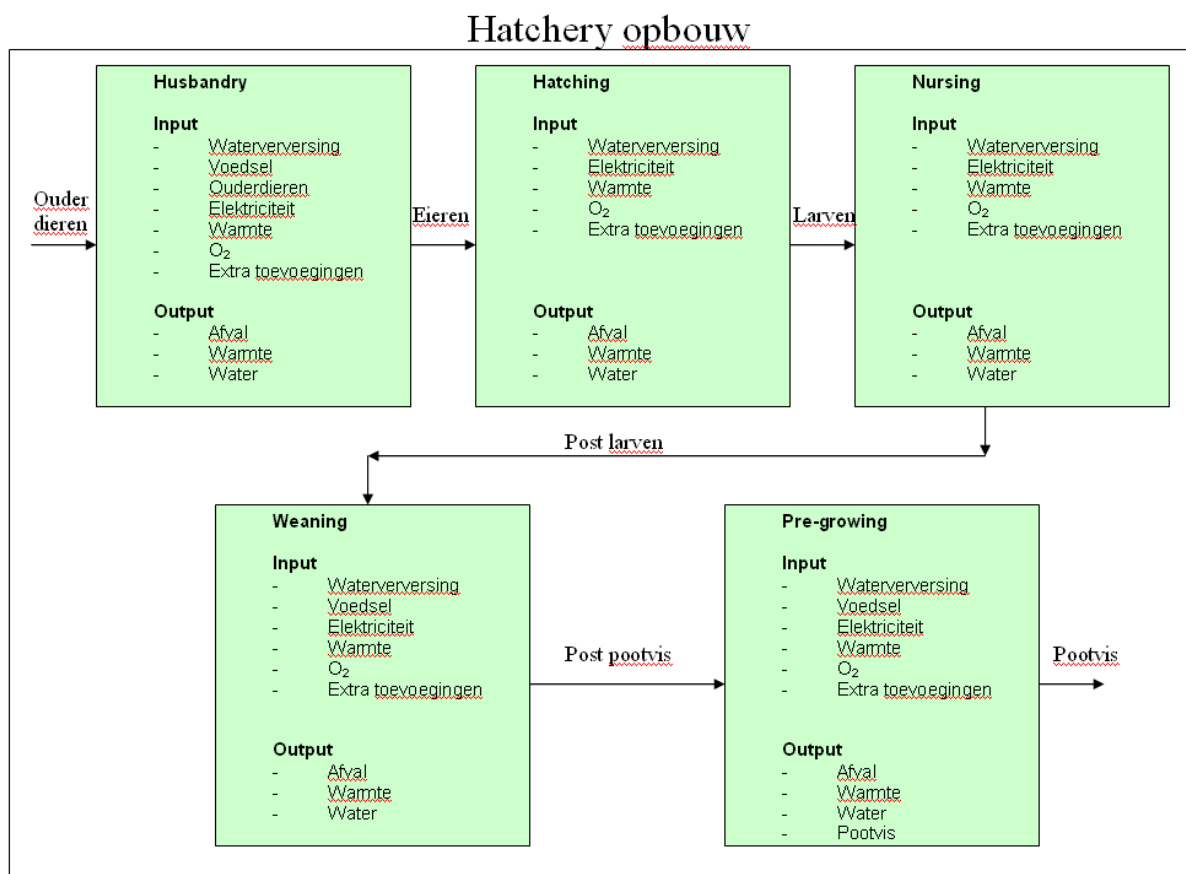 Hatchery opbouw
Ouder
dieren
Husbandry
Input
- Waterverversing
- Voedsel
- Ouderdieren
- Elektriciteit
- Warmte
- O₂
- Extra toevoegingen
Output
- Afval
- Warmte
- Water
Eieren
Hatching
Input
- Waterverversing
- Elektriciteit
- Warmte
- O₂
- Extra toevoegingen
Output
- Afval
- Warmte
- Water
Larven
Nursing
Input
- Waterverversing
- Elektriciteit
- Warmte
- O₂
- Extra toevoegingen
Output
- Afval
- Warmte
- Water
Post larven
Weaning
Input
- Waterverversing
- Voedsel
- Elektriciteit
- Warmte
- O₂
- Extra toevoegingen
Output
- Afval
- Warmte
- Water
Post pootvis
Pre-growing
Input
- Waterverversing
- Voedsel
- Elektriciteit
- Warmte
- O₂
- Extra toevoegingen
Output
- Afval
- Warmte
- Water
- Pootvis
Pootvis